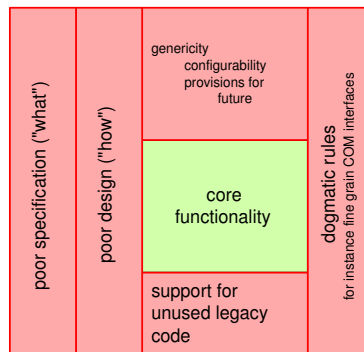 poor specification ("what")
poor design ("how")
genericity
configurability
provisions for
future
core
functionality
support for
unused legacy
code
dogmatic rules
for instance fine grain COM interfaces